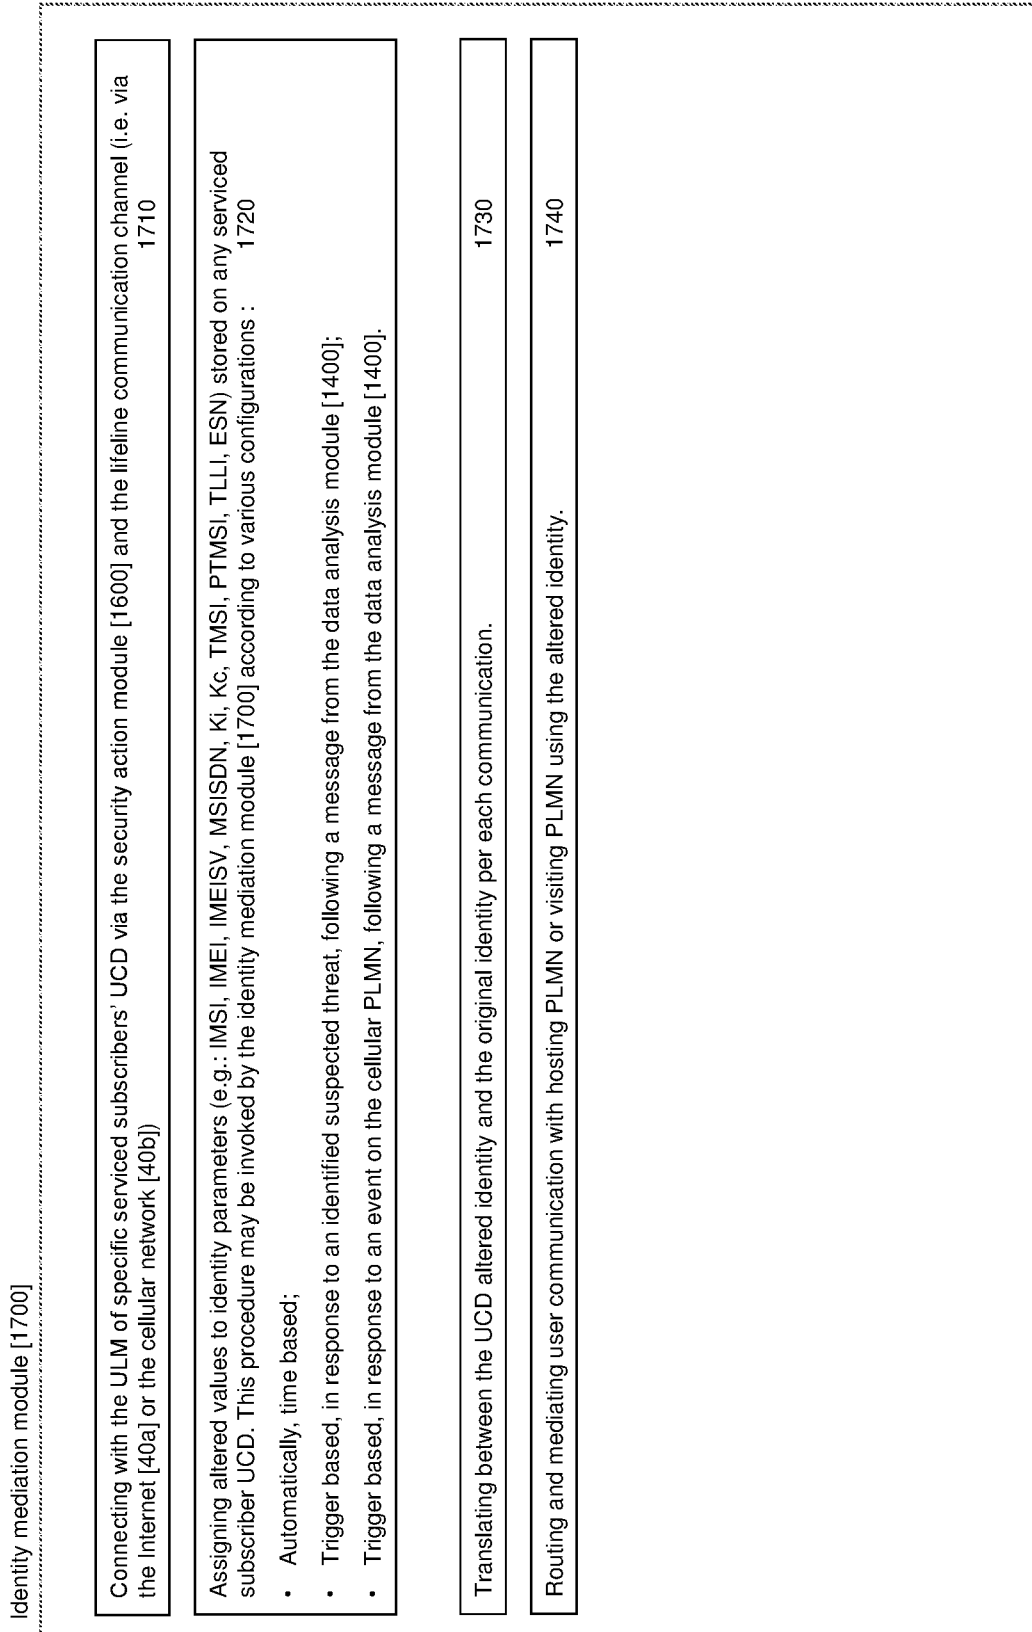 Identity mediation module [1700]
Connecting with the ULM of specific serviced subscribers' UCD via the security action module [1600] and the lifeline communication channel (i.e. via
the Internet [40a] or the cellular network [40b]) 1710
Assigning altered values to identity parameters (e.g.: IMSI, IMEI, IMEISV, MSISDN, Ki, Kc, TMSI, PTMSI, TLLI, ESN) stored on any serviced
subscriber UCD. This procedure may be invoked by the identity mediation module [1700] according to various configurations : 1720
• Automatically, time based;
• Trigger based, in response to an identified suspected threat, following a message from the data analysis module [1400];
• Trigger based, in response to an event on the cellular PLMN, following a message from the data analysis module [1400].
Translating between the UCD altered identity and the original identity per each communication. 1730
Routing and mediating user communication with hosting PLMN or visiting PLMN using the altered identity. 1740